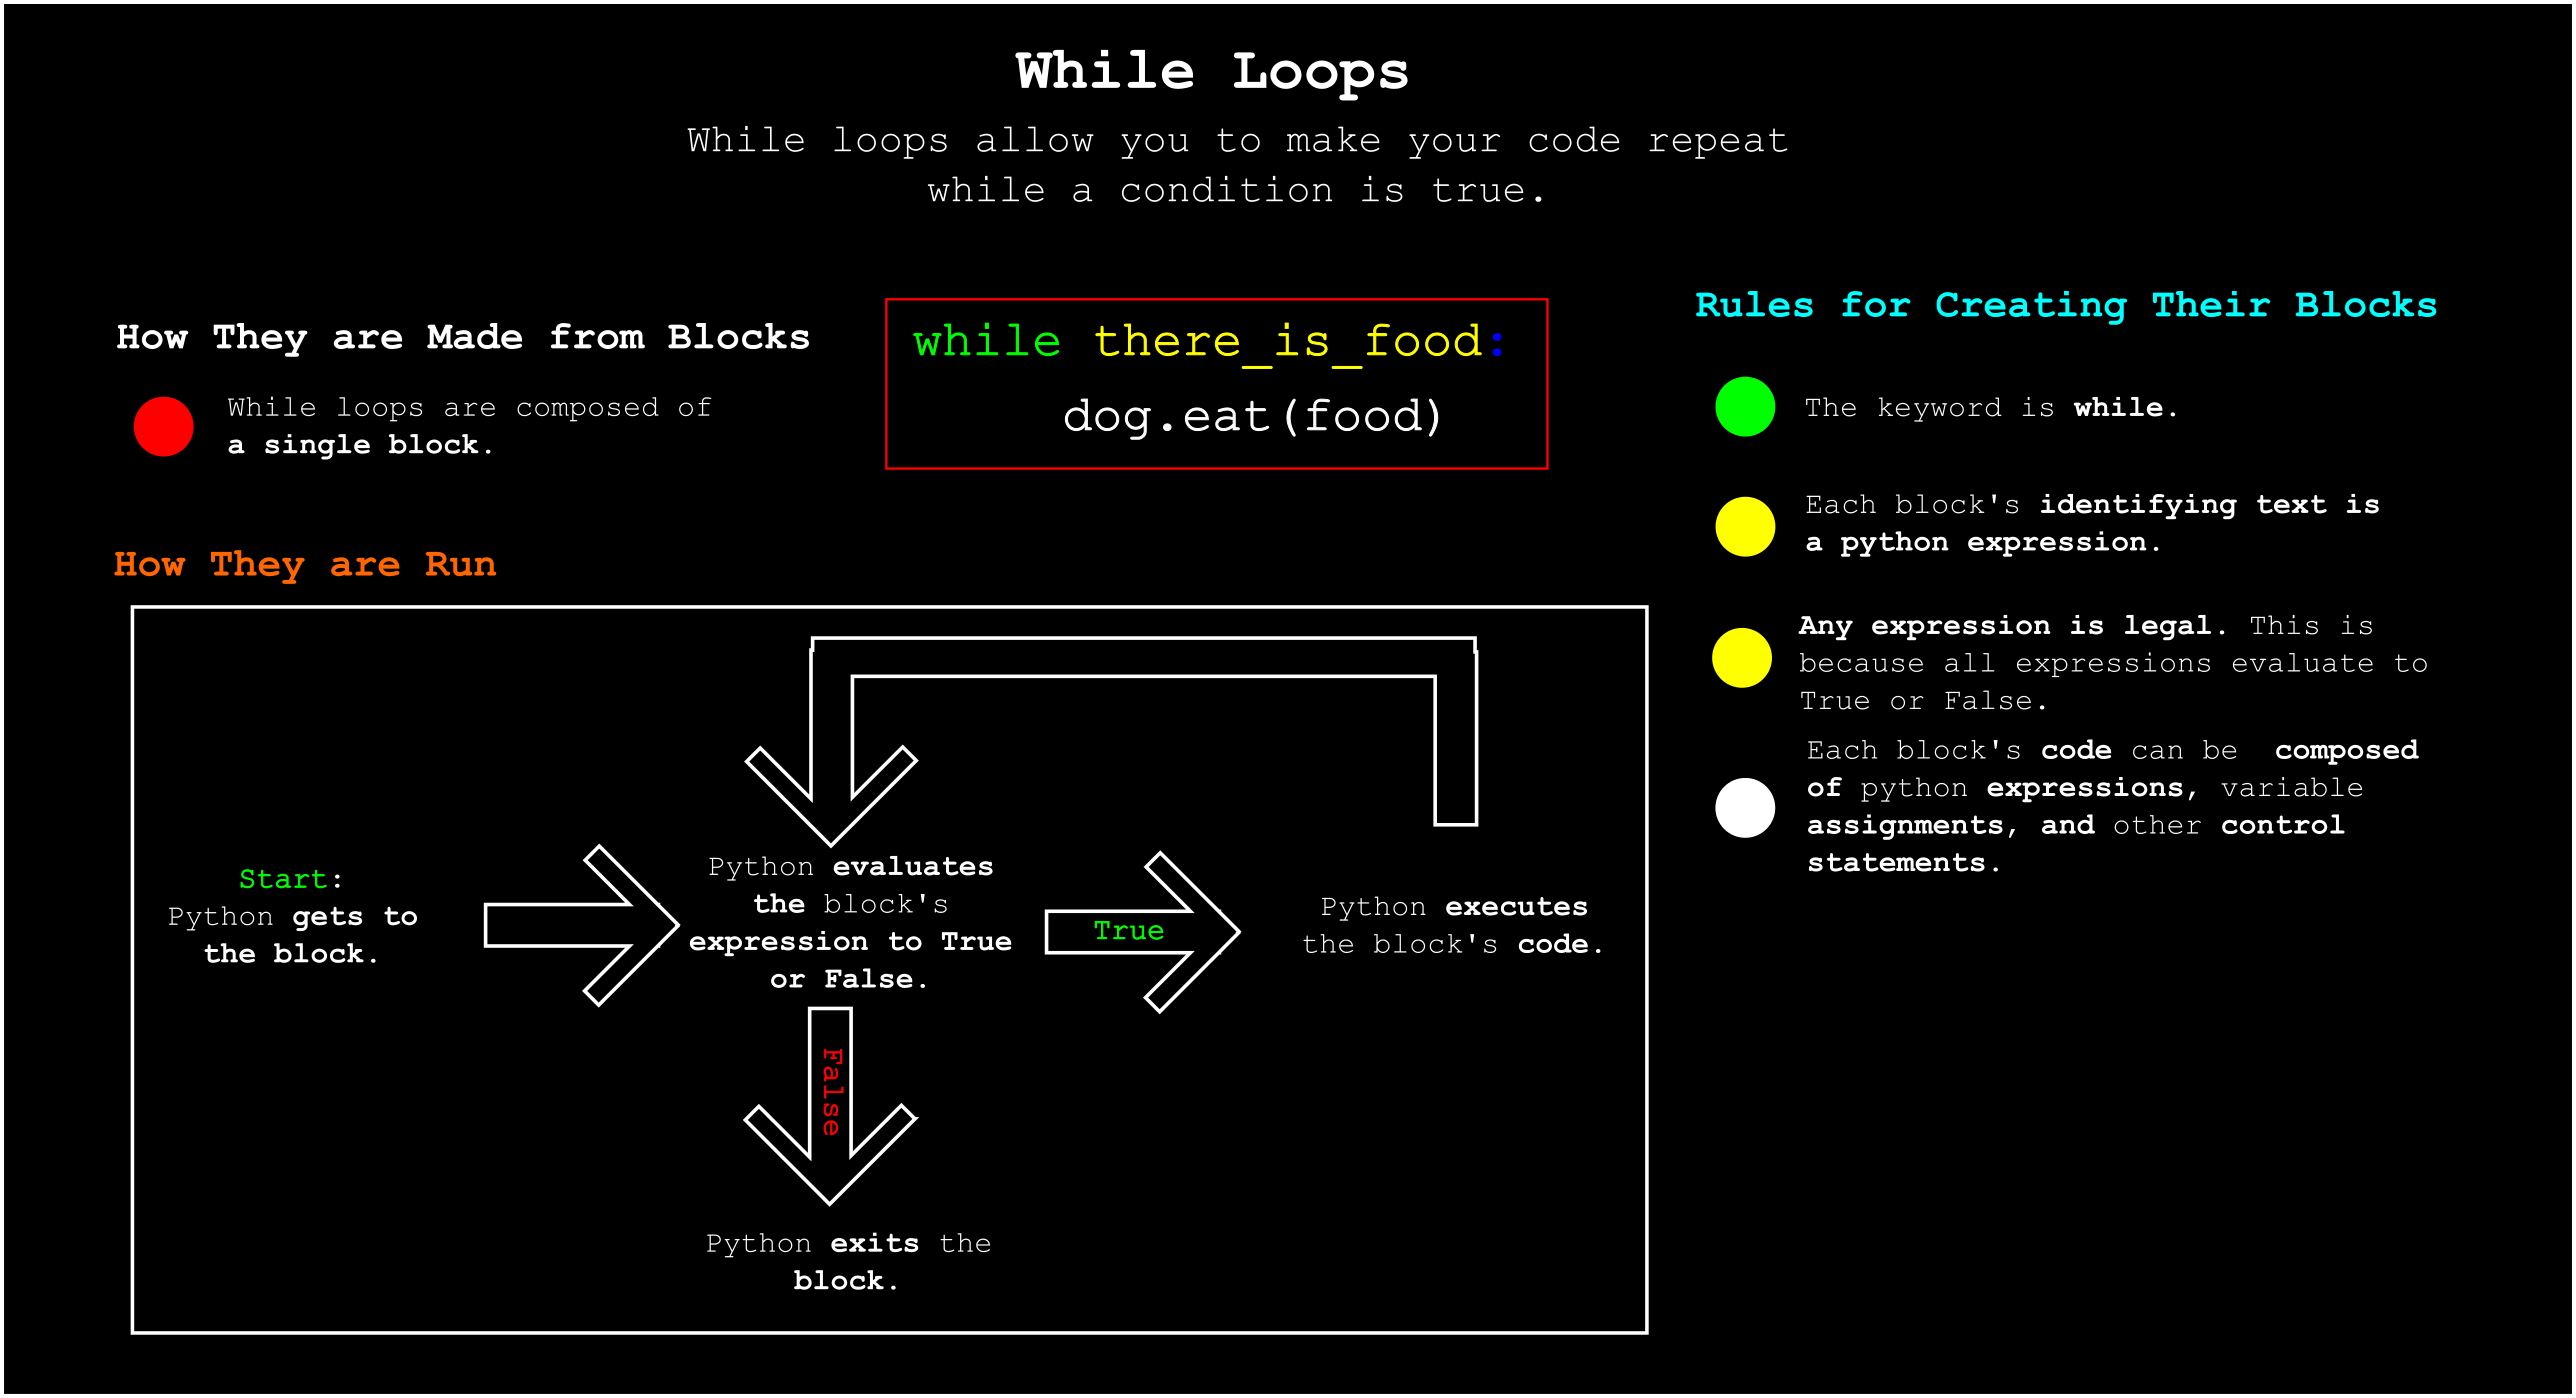 While Loops
While loops allow you to make your code repeat
while a condition is true.
How They are Made from Blocks
While loops are composed of
a single block.
while there_is_food:
dog.eat(food)
Rules for Creating Their Blocks
The keyword is while.
Each block's identifying text is
a python expression.
Any expression is legal. This is
because all expressions evaluate to
True or False.
Each block's code can be composed
of python expressions, variable
assignments, and other control
statements.
How They are Run
Start:
Python gets to
the block.
Python evaluates
the block's
expression to True
or False.
True
Python executes
the block's code.
False
Python exits the
block.